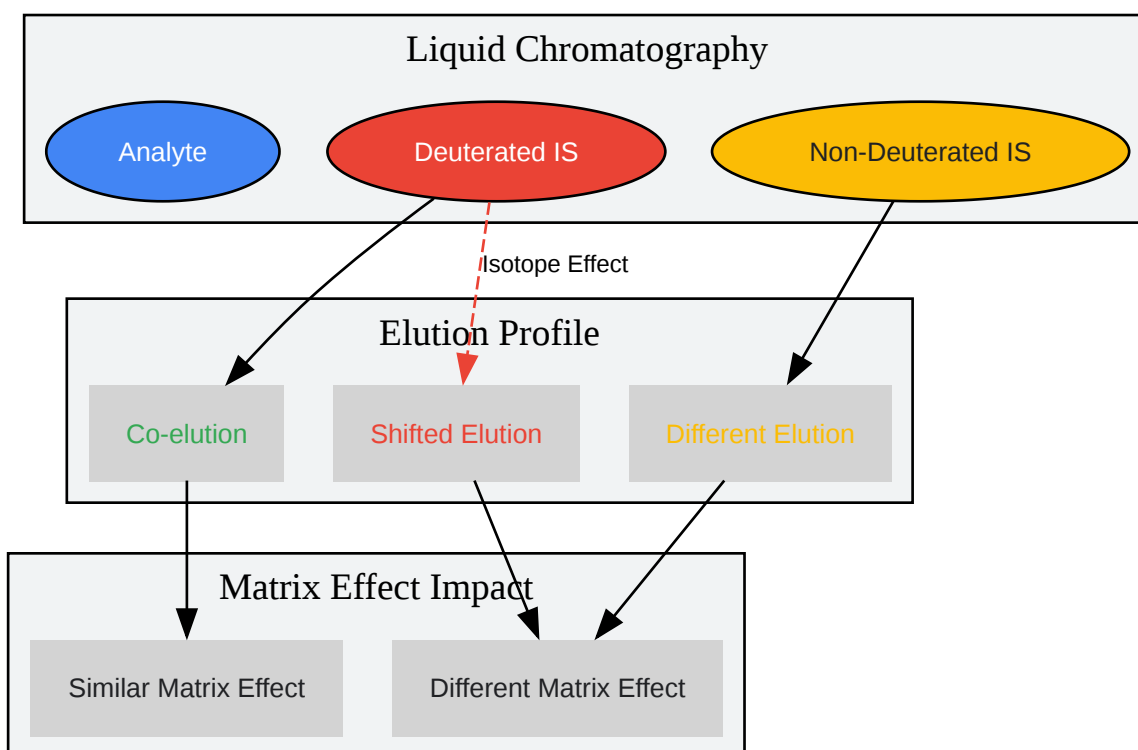 Liquid Chromatography
Analyte
Deuterated IS
Non-Deuterated IS
Isotope Effect
Elution Profile
Co-elution
Shifted Elution
Different Elution
Matrix Effect Impact
Similar Matrix Effect
Different Matrix Effect